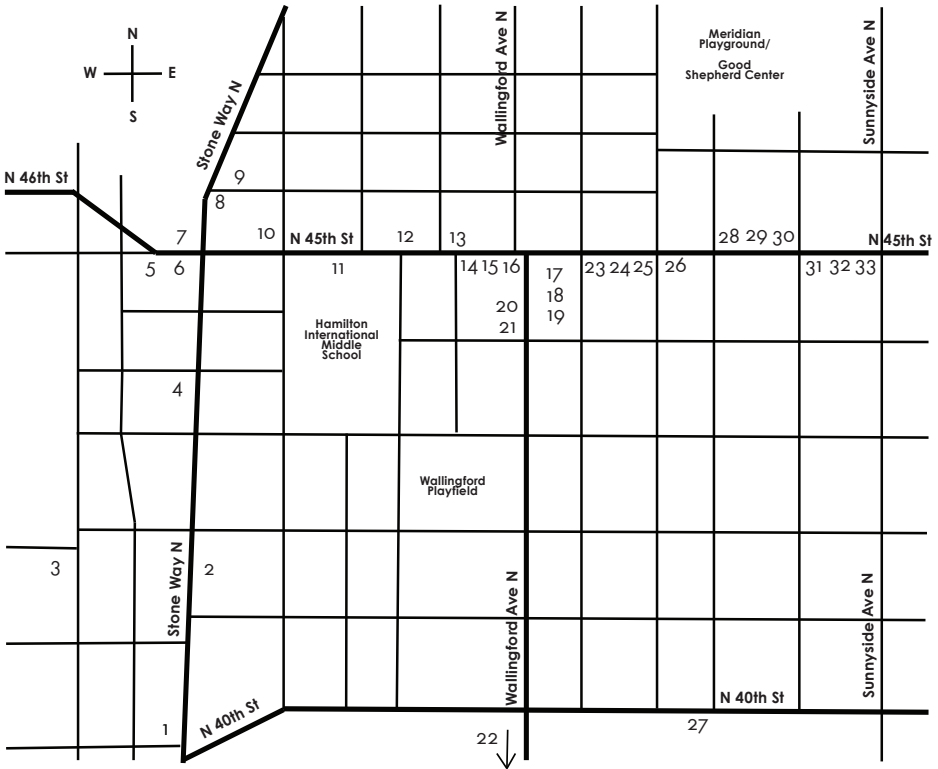 N
W E
S
Stone Way N
Wallingford Ave N
Meridian
Playground/
Good
Shepherd Center
Sunnyside Ave N
N 46th St
9
8
7
10
N 45th St
12
13
28 29 30
N 45th St
5 6
11
14 15 16
17
18
19
23 24 25
26
31 32 33
20
21
Hamilton
International
Middle
School
4
Wallingford
Playfield
3
Stone Way N
2
Wallingford Ave N
Sunnyside Ave N
1
N 40th St
N 40th St
22
27